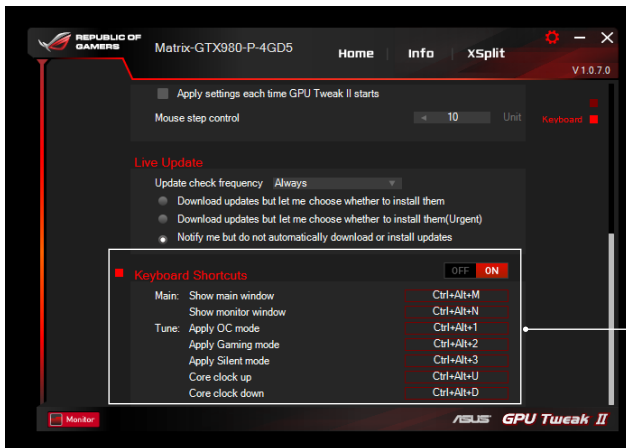 REPUBLIC OF
GAMERS
Matrix-GTX980-P-4GD5
Home
Info
XSplit
V 1.0.7.0
Apply settings each time GPU Tweak II starts
Mouse step control
10
Unit
Keyboard
Live Update
Update check frequency Always
Download updates but let me choose whether to install them
Download updates but let me choose whether to install them(Urgent)
Notify me but do not automatically download or install updates
Keyboard Shortcuts
OFF ON
Main: Show main window Ctrl+Alt+M
Show monitor window Ctrl+Alt+N
Tune: Apply OC mode Ctrl+Alt+1
Apply Gaming mode Ctrl+Alt+2
Apply Silent mode Ctrl+Alt+3
Core clock up Ctrl+Alt+U
Core clock down Ctrl+Alt+D
Monitor
ASUS GPU Tweak II